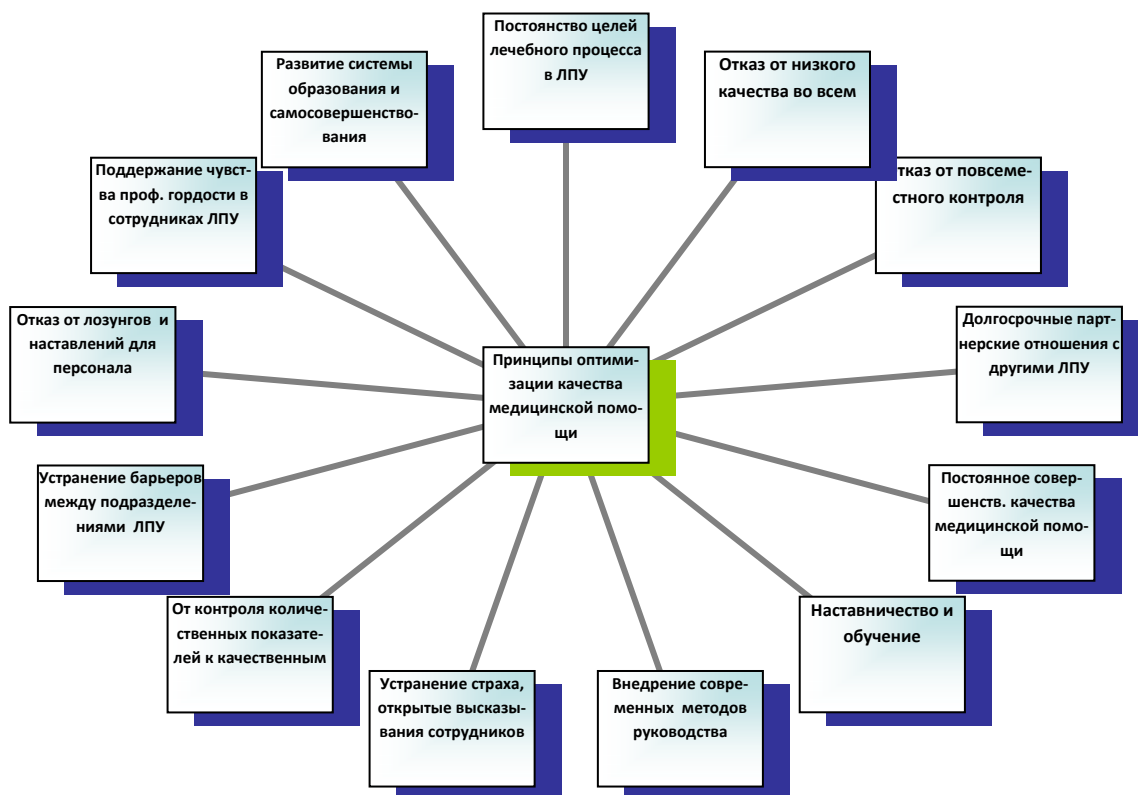 Постоянство целей
лечебного процесса
в ЛПУ
Отказ от низкого
качества во всем
тказ от повсеме-
стного контроля
Долгосрочные парт-
нерские отношения с
другими ЛПУ
Постоянное совер-
шенств. качества
медицинской помо-
щи
Наставничество и
обучение
Внедрение совре-
менных методов
руководства
Устранение страха,
открытые высказы-
вания сотрудников
От контроля количе-
ственных показате-
лей к качественным
Устранение барьеров
между подразделе-
ниями ЛПУ
Отказ от лозунгов и
наставлений для
персонала
Поддержание чувст-
ва проф. гордости в
сотрудниках ЛПУ
Развитие системы
образования и
самосовершенство-
вания
Принципы оптими-
зации качества
медицинской помо-
щи